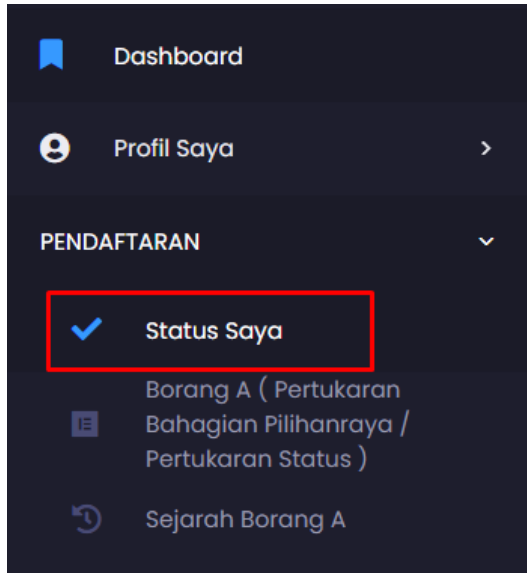 Dashboard
Profil Saya
PENDAFTARAN
Status Saya
Borang A ( Pertukaran
Bahagian Pilihanraya /
Pertukaran Status )
Sejarah Borang A